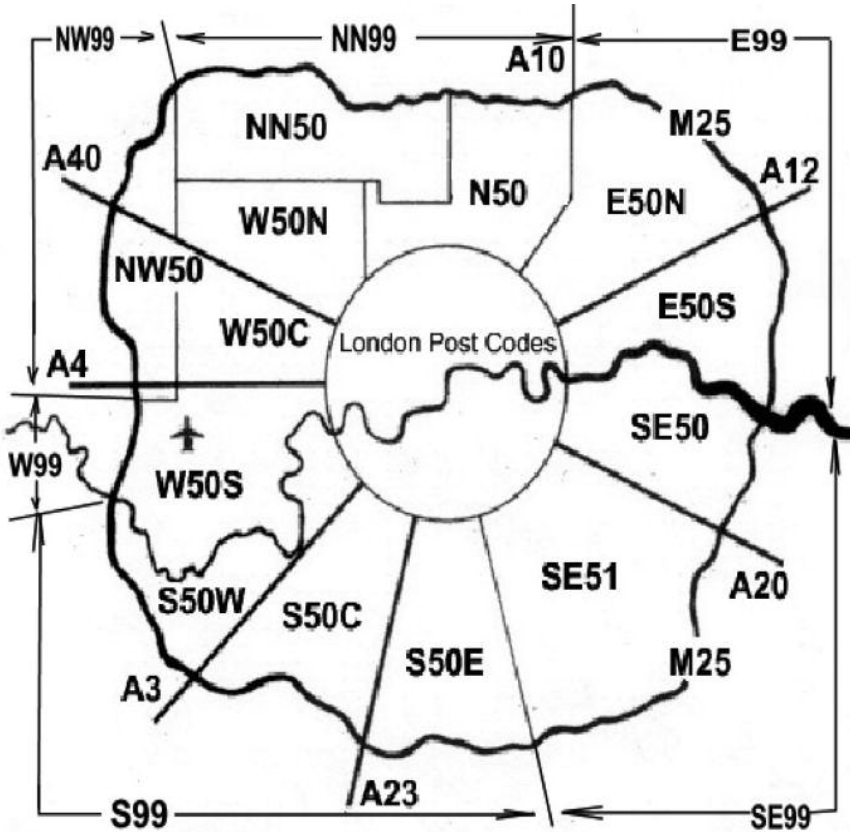 NW99
NN99
E99
A10
NN50
M25
A40
A12
N50
E50N
W50N
NW50
E50S
W50C
London Post Codes
A4
SE50
W99
W50S
SE51
A20
S50W
S50C
S50E
M25
A3
A23
S99
SE99